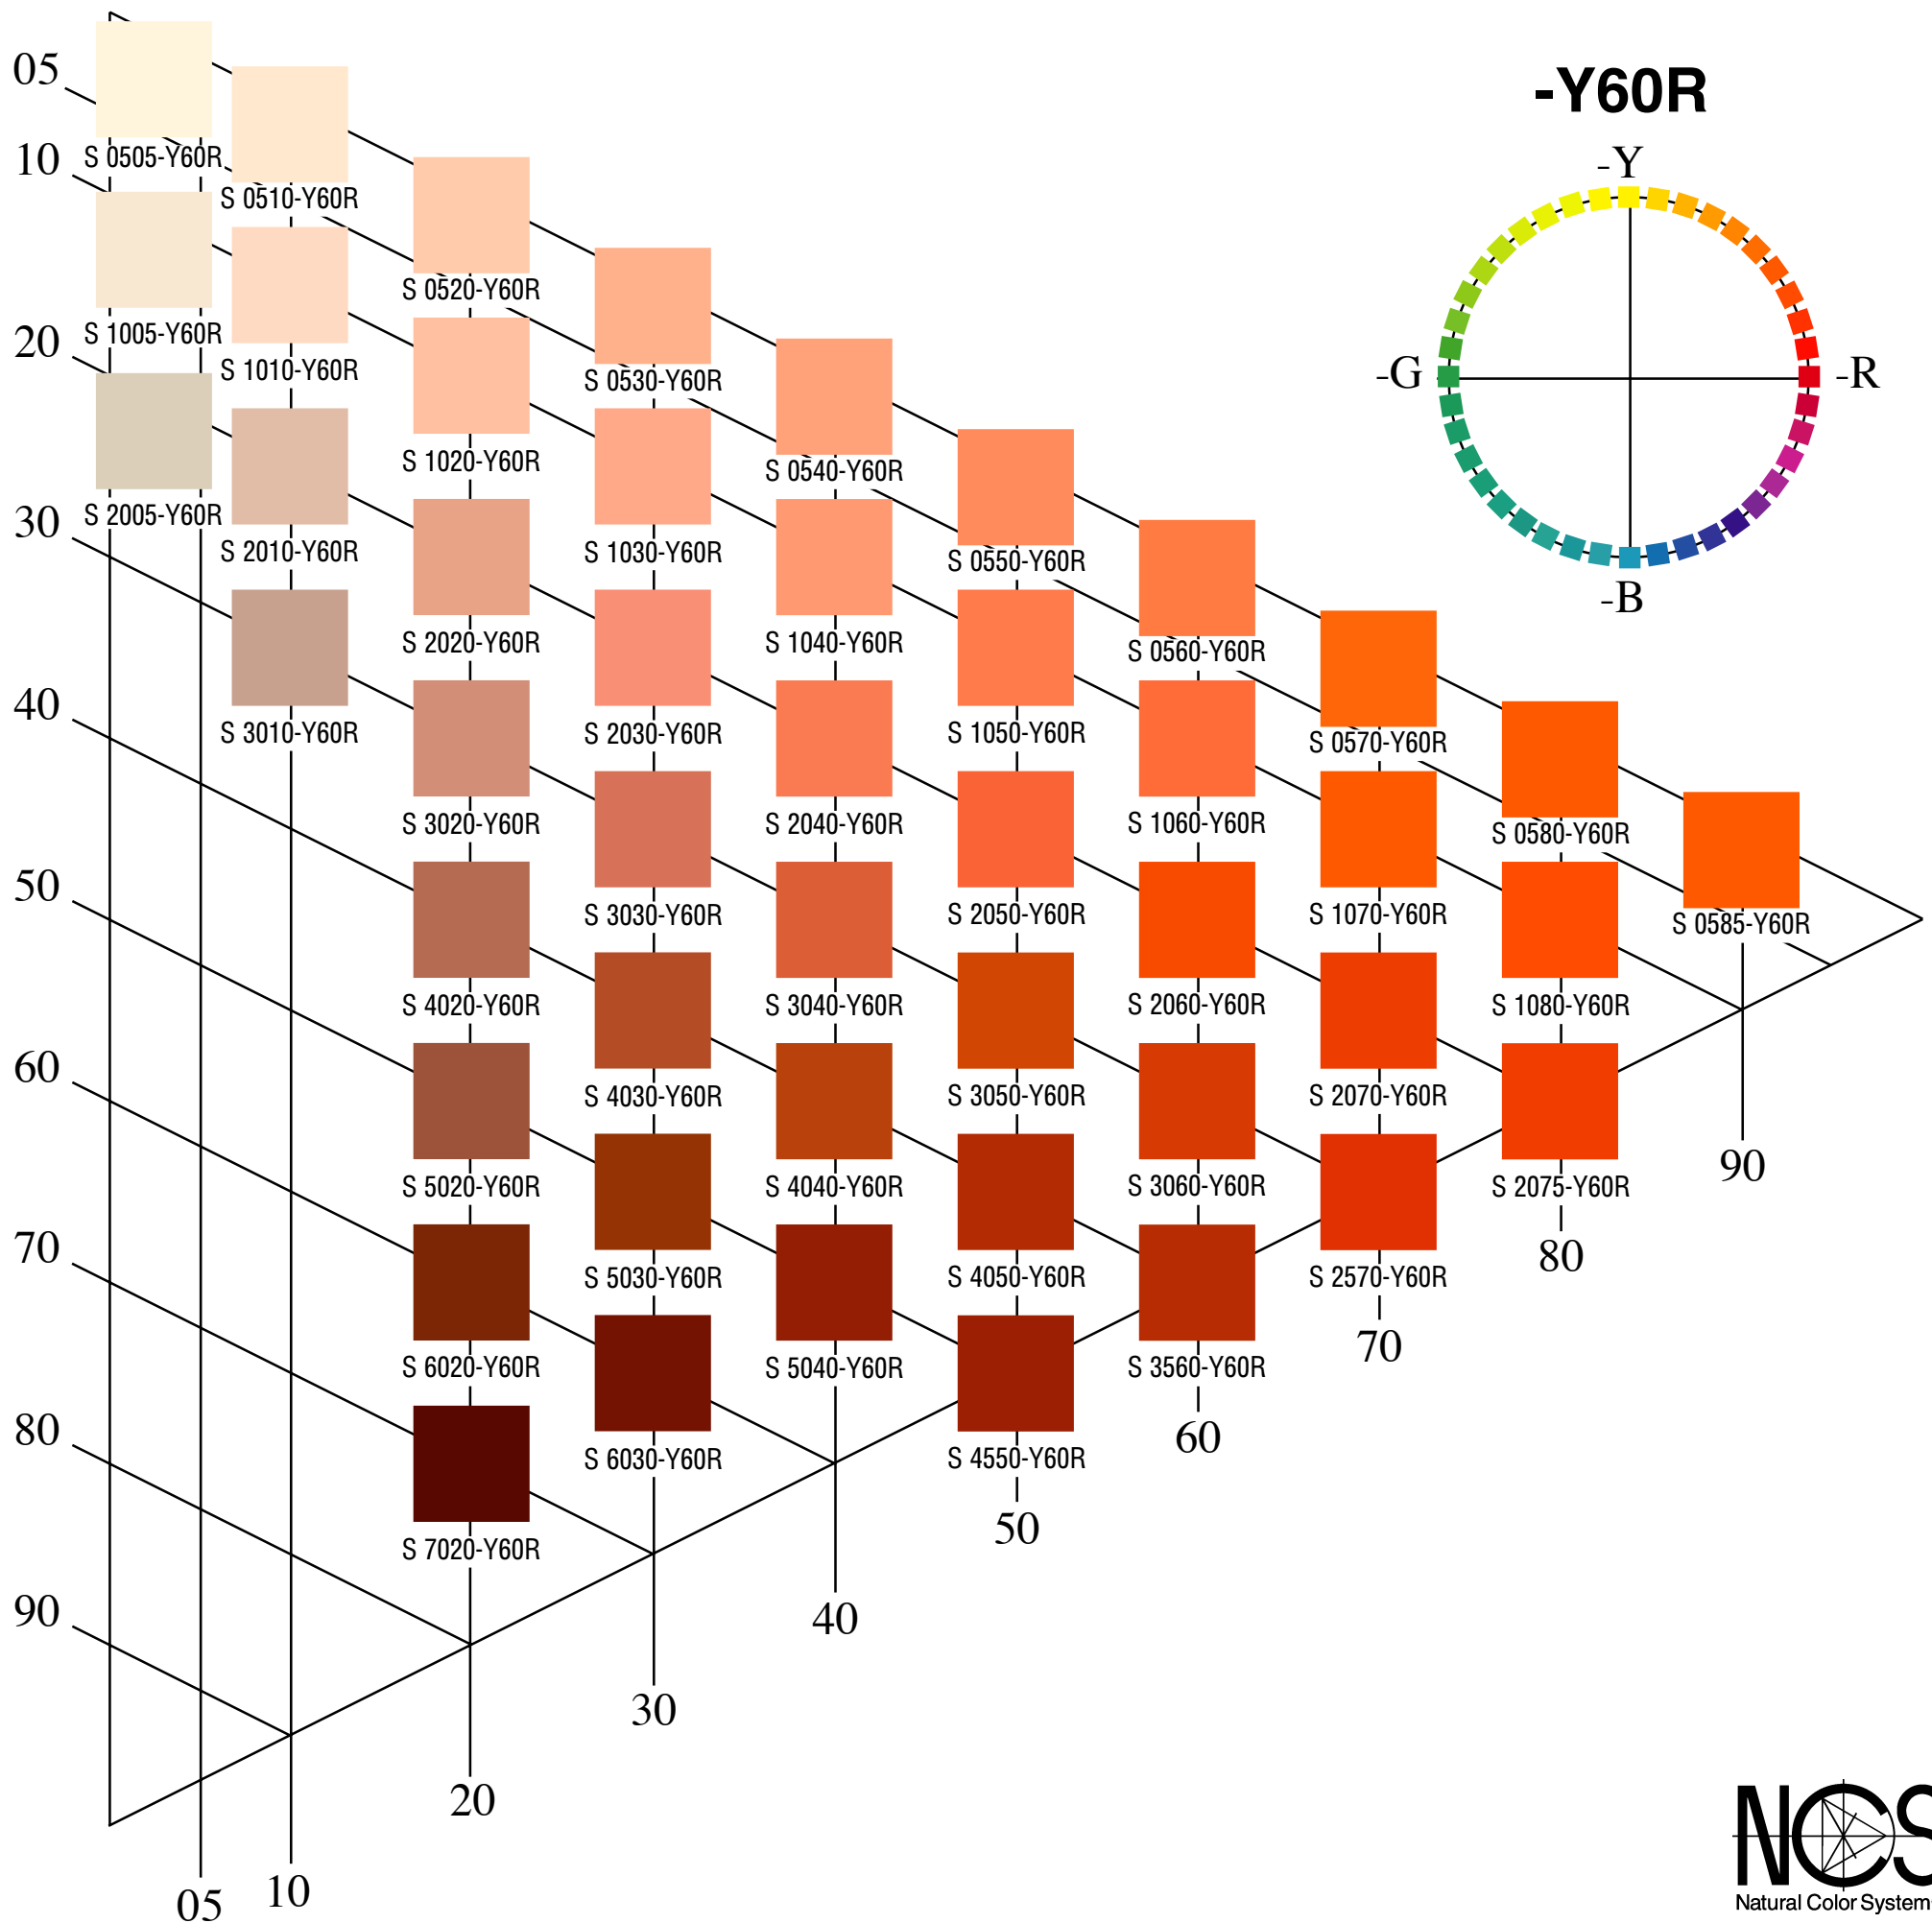 -Y60R
-Y
-G
-R
-B
05
10
20
30
40
50
60
70
80
90
S 0505-Y60R
S 0510-Y60R
S 0520-Y60R
S 1005-Y60R
S 1010-Y60R
S 0530-Y60R
S 1020-Y60R
S 0540-Y60R
S 2005-Y60R
S 2010-Y60R
S 1030-Y60R
S 0550-Y60R
S 2020-Y60R
S 1040-Y60R
S 0560-Y60R
S 3010-Y60R
S 2030-Y60R
S 1050-Y60R
S 0570-Y60R
S 3020-Y60R
S 2040-Y60R
S 1060-Y60R
S 0580-Y60R
S 3030-Y60R
S 2050-Y60R
S 1070-Y60R
S 0585-Y60R
S 4020-Y60R
S 3040-Y60R
S 2060-Y60R
S 1080-Y60R
S 4030-Y60R
S 3050-Y60R
S 2070-Y60R
S 5020-Y60R
S 4040-Y60R
S 3060-Y60R
S 2075-Y60R
S 5030-Y60R
S 4050-Y60R
S 2570-Y60R
S 6020-Y60R
S 5040-Y60R
S 3560-Y60R
S 6030-Y60R
S 4550-Y60R
S 7020-Y60R
90
80
70
60
50
40
30
20
10
05
NCS
Natural Color System